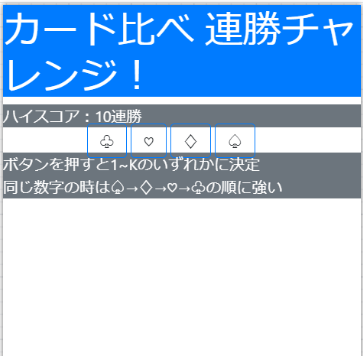 カード比べ 連勝チャ
レンジ！
ハイスコア：10連勝
♧ ♡ ♢ ♤
ボタンを押すと1~Kのいずれかに決定
同じ数字の時は♤→♢→♡→♧の順に強い